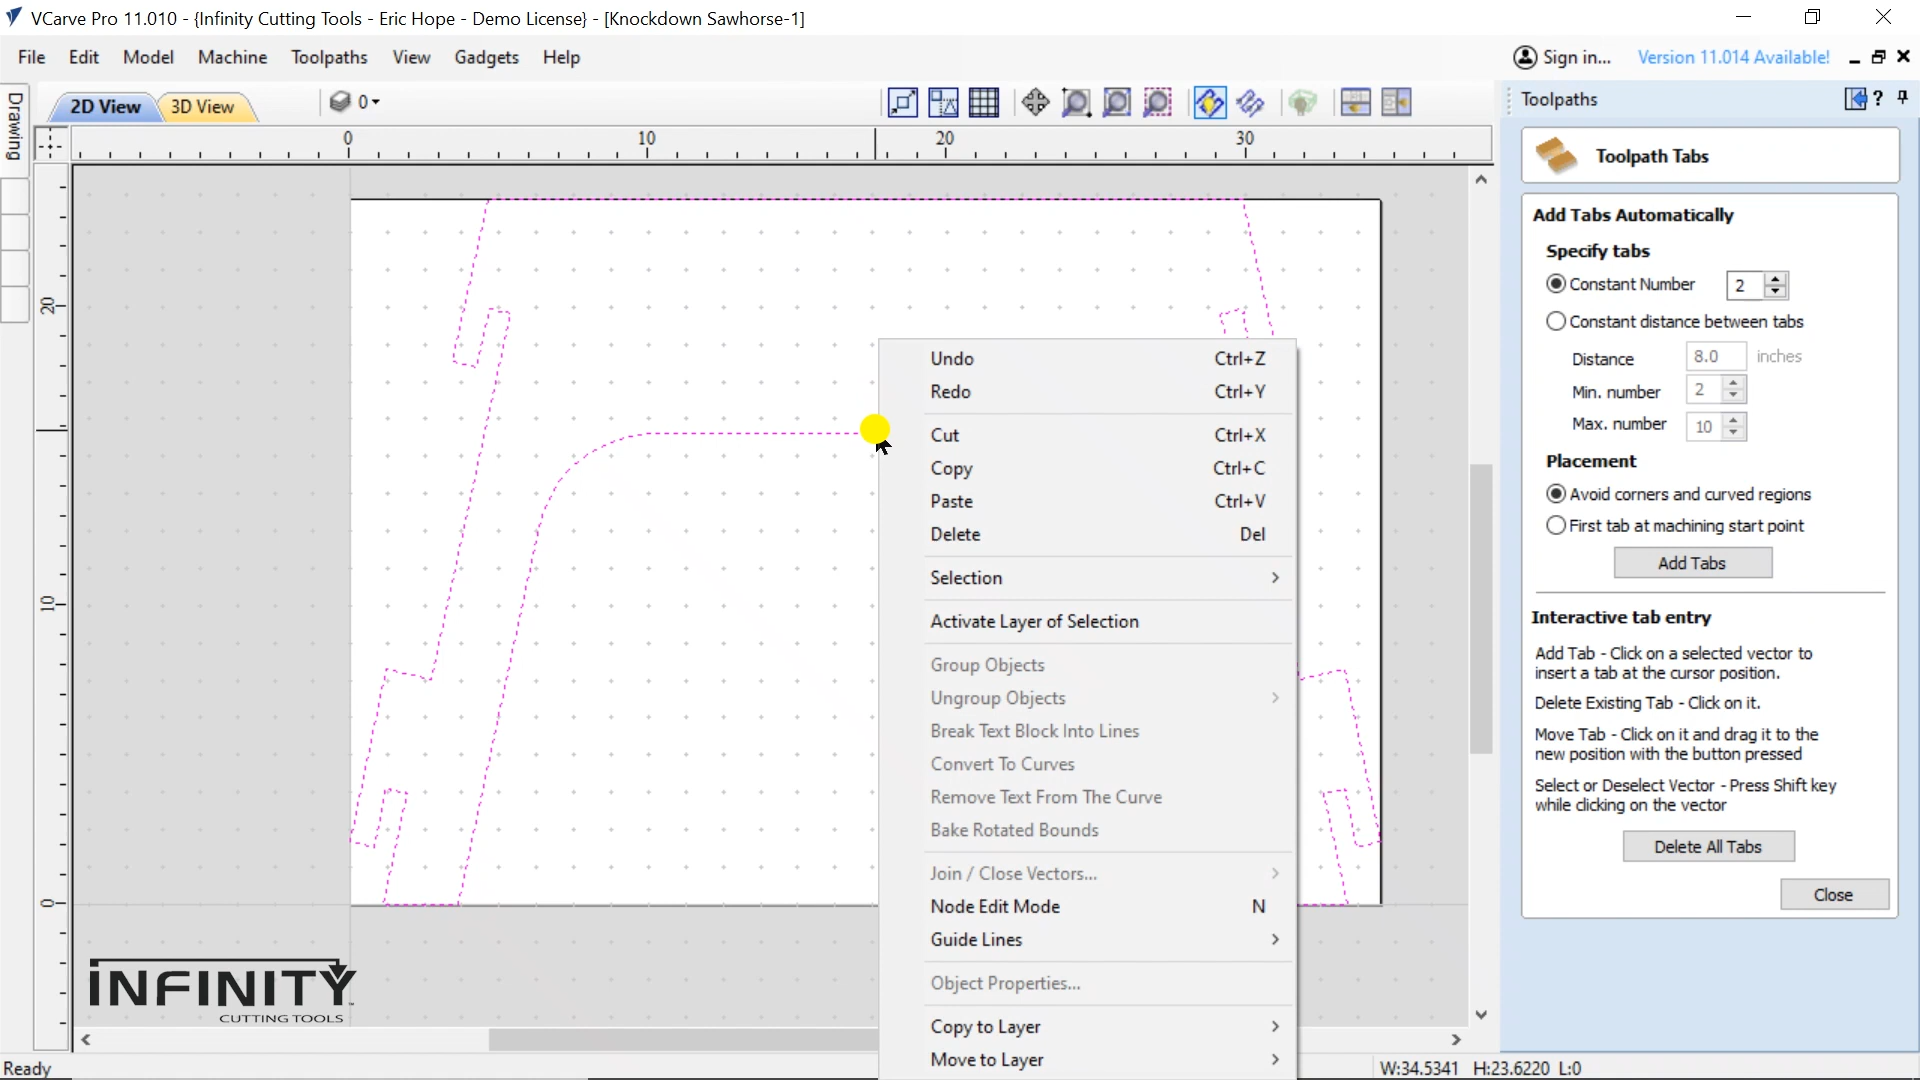 VCarve Pro 11.010 - {Infinity Cutting Tools - Eric Hope - Demo License} - [Knockdown Sawhorse-1]
File Edit Model Machine Toolpaths View Gadgets Help
Sign in... Version 11.014 Available!
Drawing
2D View 3D View 0
0 10 20 30
20
10
0
Undo Ctrl+Z
Redo Ctrl+Y
Cut Ctrl+X
Copy Ctrl+C
Paste Ctrl+V
Delete Del
Selection
Activate Layer of Selection
Group Objects
Ungroup Objects
Break Text Block Into Lines
Convert To Curves
Remove Text From The Curve
Bake Rotated Bounds
Join / Close Vectors...
Node Edit Mode N
Guide Lines
Object Properties...
Copy to Layer
Move to Layer
Toolpaths ?
Toolpath Tabs
Add Tabs Automatically
Specify tabs
Constant Number 2
Constant distance between tabs
Distance 8.0 inches
Min. number 2
Max. number 10
Placement
Avoid corners and curved regions
First tab at machining start point
Add Tabs
Interactive tab entry
Add Tab - Click on a selected vector to
insert a tab at the cursor position.
Delete Existing Tab - Click on it.
Move Tab - Click on it and drag it to the
new position with the button pressed
Select or Deselect Vector - Press Shift key
while clicking on the vector
Delete All Tabs
Close
INFINITY
CUTTING TOOLS
Ready
W:34.5341 H:23.6220 L:0